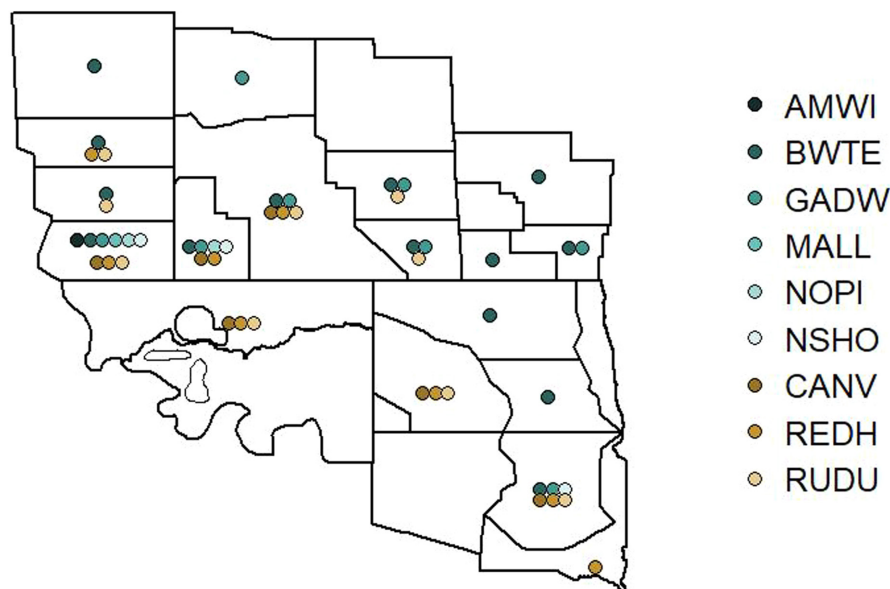 AMWI
BWTE
GADW
MALL
NOPI
NSHO
CANV
REDH
RUDU